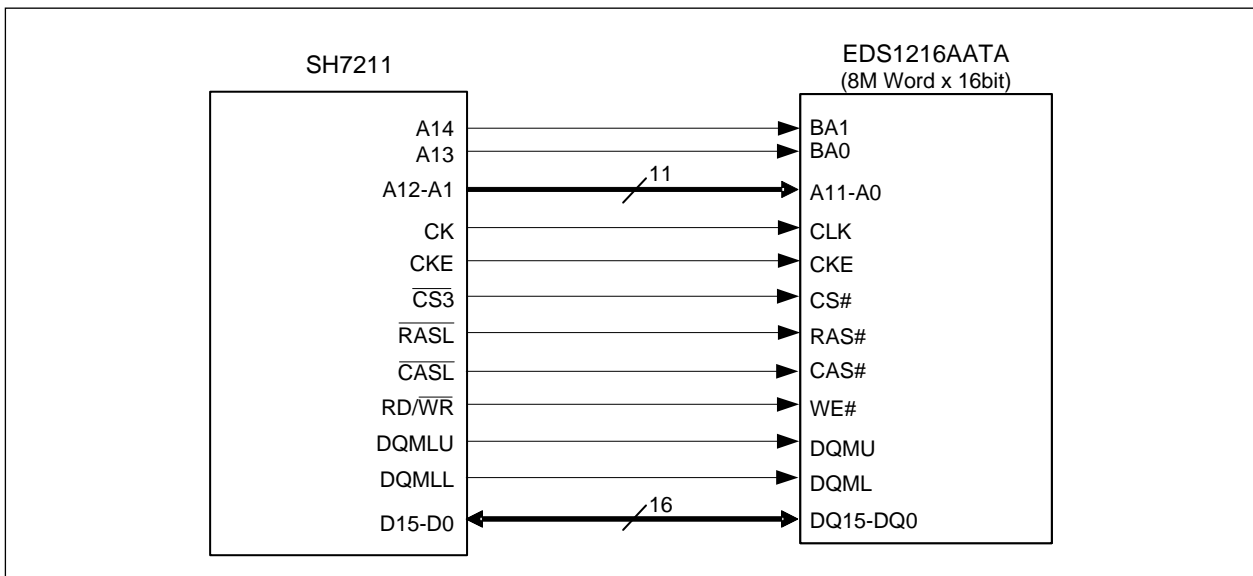 SH7211
EDS1216AATA
(8M Word x 16bit)
A14
BA1
A13
BA0
A12-A1
11
A11-A0
CK
CLK
CKE
CKE
CS3
CS#
RASL
RAS#
CASL
CAS#
RD/WR
WE#
DQMLU
DQMU
DQMLL
DQML
D15-D0
16
DQ15-DQ0